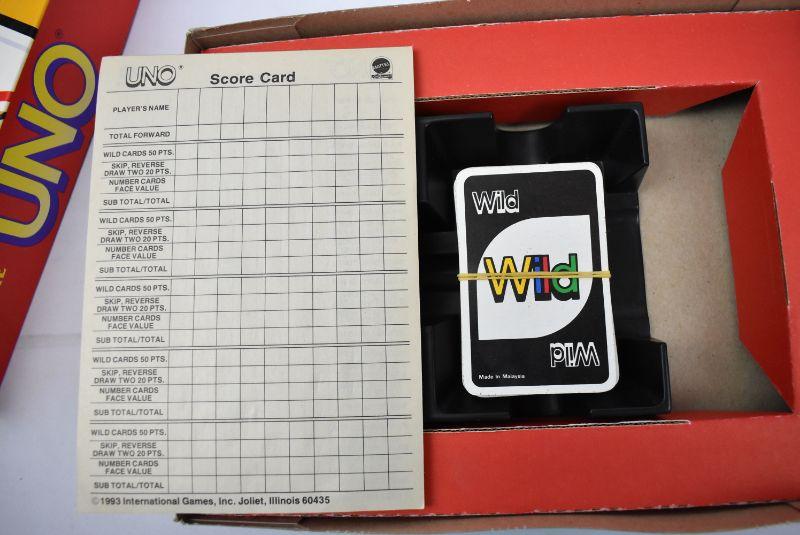 UNO®
UNO® Score Card MATTEL
PLAYER'S NAME
TOTAL FORWARD
WILD CARDS 50 PTS.
SKIP, REVERSE
DRAW TWO 20 PTS.
NUMBER CARDS
FACE VALUE
SUB TOTAL/TOTAL
WILD CARDS 50 PTS.
SKIP, REVERSE
DRAW TWO 20 PTS.
NUMBER CARDS
FACE VALUE
SUB TOTAL/TOTAL
WILD CARDS 50 PTS.
SKIP, REVERSE
DRAW TWO 20 PTS.
NUMBER CARDS
FACE VALUE
SUB TOTAL/TOTAL
WILD CARDS 50 PTS.
SKIP, REVERSE
DRAW TWO 20 PTS.
NUMBER CARDS
FACE VALUE
SUB TOTAL/TOTAL
WILD CARDS 50 PTS.
SKIP, REVERSE
DRAW TWO 20 PTS.
NUMBER CARDS
FACE VALUE
SUB TOTAL/TOTAL
©1993 International Games, Inc. Joliet, Illinois 60435
Wild
Wild
Wild
Made in Malaysia